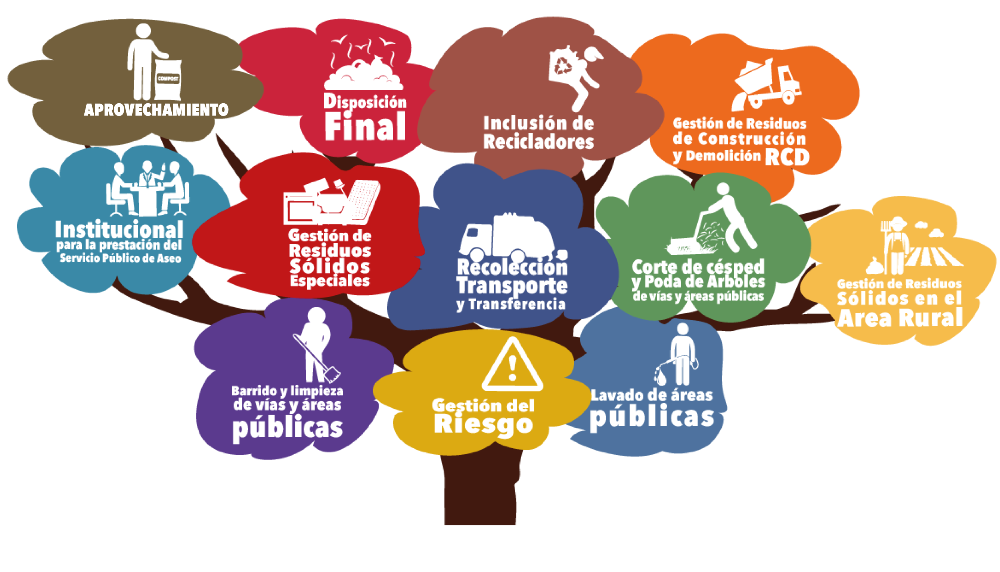 COMPOST
APROVECHAMIENTO
Disposición
Final
Inclusión de
Recicladores
Gestión de Residuos
de Construcción
y Demolición RCD
Institucional
para la prestación del
Servicio Público de Aseo
Gestión de
Residuos
Sólidos
Especiales
Recolección
Transporte
y Transferencia
Corte de césped
y Poda de Arboles
de vías y áreas públicas
Gestión de Residuos
Sólidos en el
Area Rural
Barrido y limpieza
de vías y áreas
públicas
Gestión del
Riesgo
Lavado de áreas
públicas